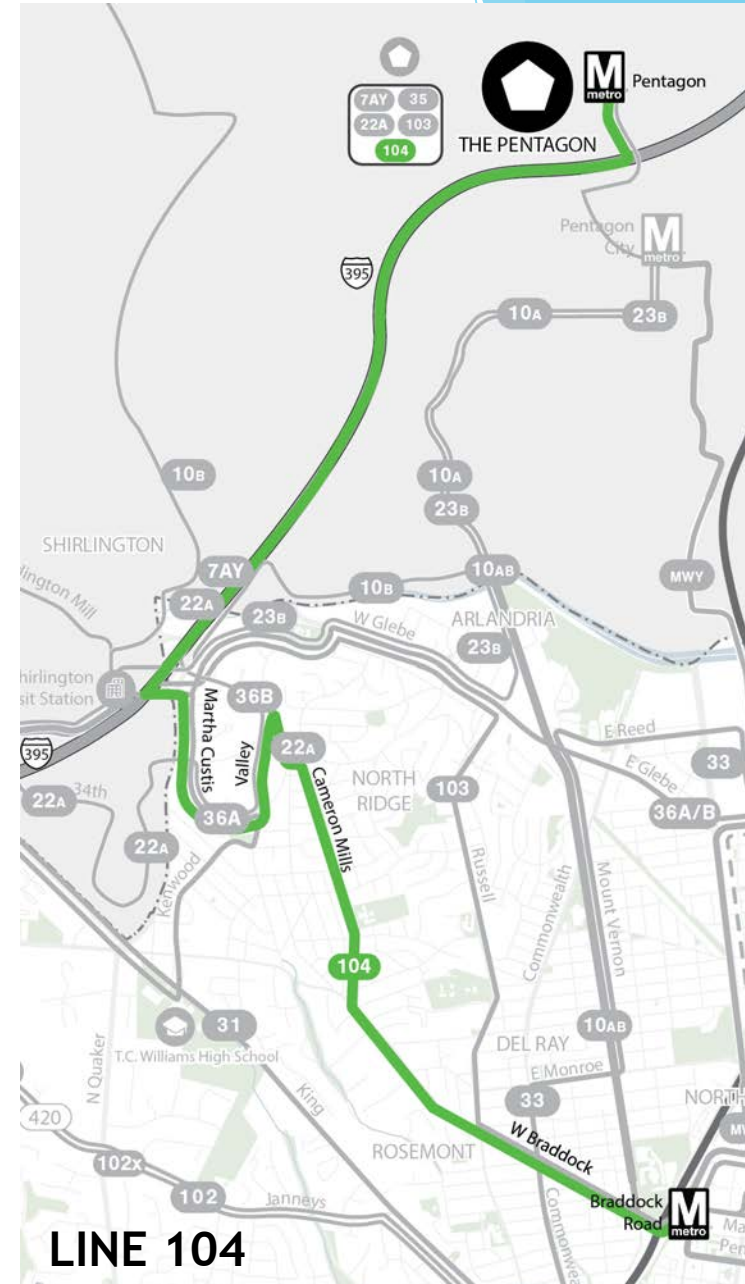 7AY 35
22A 103
104
THE PENTAGON
M
metro
Pentagon
Pentagon
City
M
metro
395
10A
23B
10B
10A
23B
SHIRLINGTON
7AY
10B
10AB
MWY
22A
23B
W Glebe
ARLANDRIA
23B
36B
Martha Custis
Valley
395
22A
Cameron Mills
NORTH
RIDGE
103
E Reed
E Glebe
33
22A
34th
36A
36A/B
22A
Kenwood
Russell
Commonwealth
Mount Vernon
104
31
T.C. Williams High School
10AB
DEL RAY
E Monroe
33
N Quaker
King
420
W Braddock
102X
ROSEMONT
102
Janneys
Braddock
Road
M
metro
LINE 104